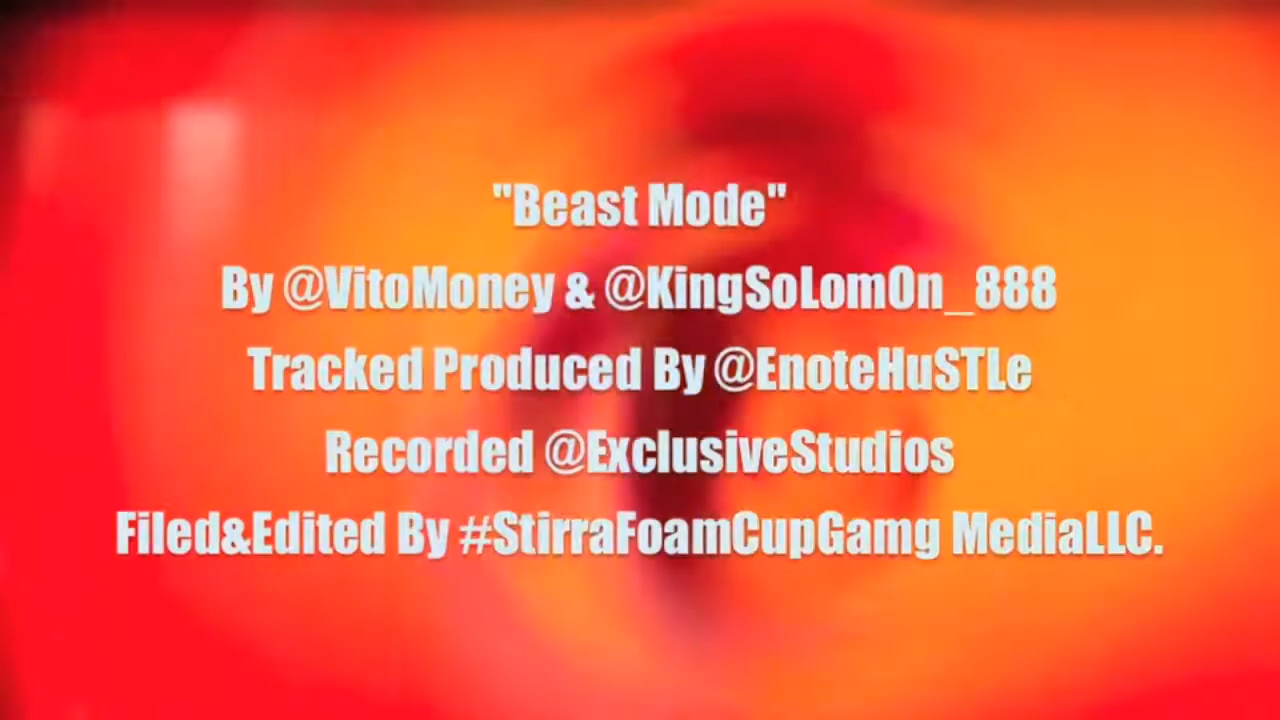 "Beast Mode"
By @VitoMoney & @KingSoLomOn_888
Tracked Produced By @EnoteHuSTLe
Recorded @ExclusiveStudios
Filed&Edited By #StirraFoamCupGamg MediaLLC.